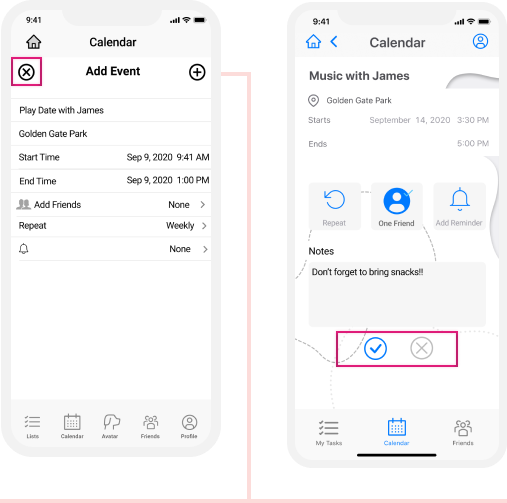 9:41
Calendar
Add Event
Play Date with James
Golden Gate Park
Start Time Sep 9, 2020 9:41 AM
End Time Sep 9, 2020 1:00 PM
Add Friends None
Repeat Weekly
None
Lists Calendar Avatar Friends Profile
9:41
Calendar
Music with James
Golden Gate Park
Starts September 14, 2020 3:30 PM
Ends 5:00 PM
Repeat One Friend Add Reminder
Notes
Don't forget to bring snacks!!
My Tasks Calendar Friends